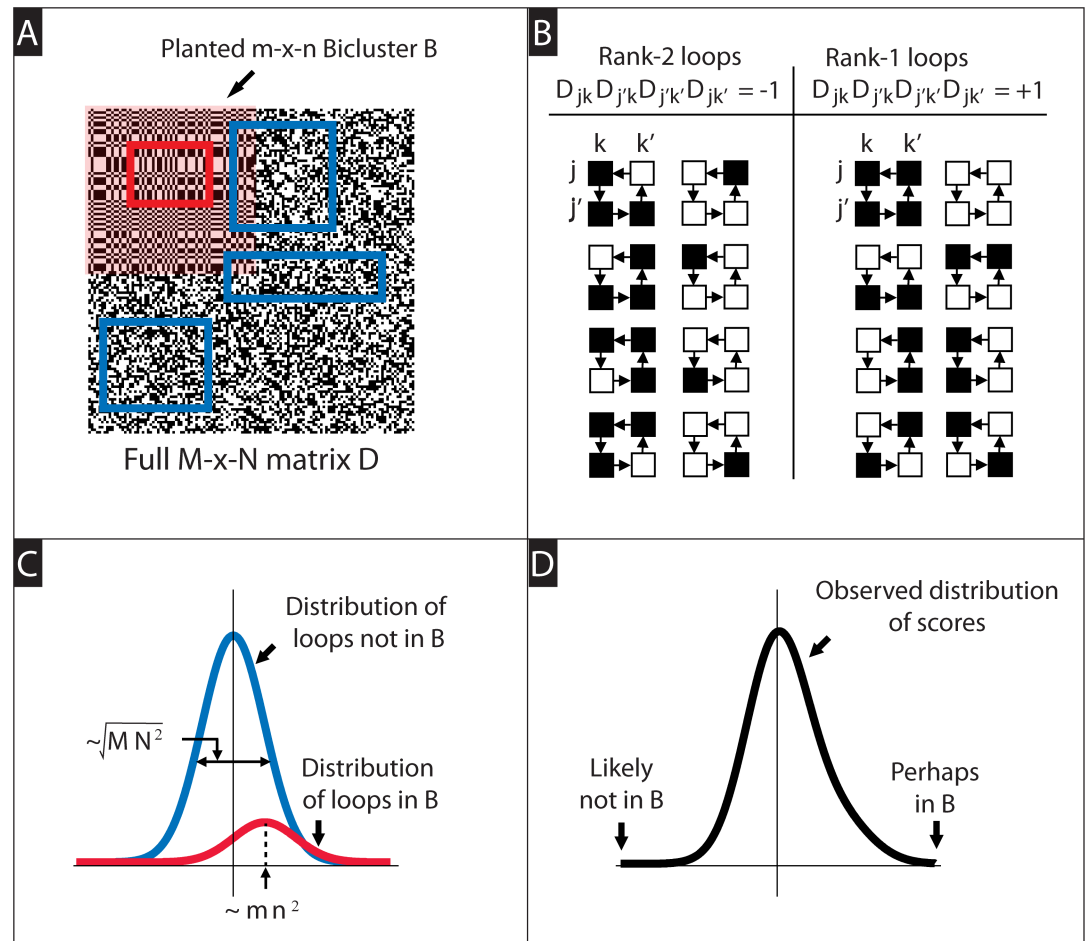 A
Planted m-x-n Bicluster B
Full M-x-N matrix D
B
Rank-2 loops
D_jk D_j'k D_j'k' D_jk' = -1
Rank-1 loops
D_jk D_j'k D_j'k' D_jk' = +1
k k'
j
j'
k k'
j
j'
C
Distribution of
loops not in B
~√M N²
Distribution
of loops in B
~ m n²
D
Observed distribution
of scores
Likely
not in B
Perhaps
in B